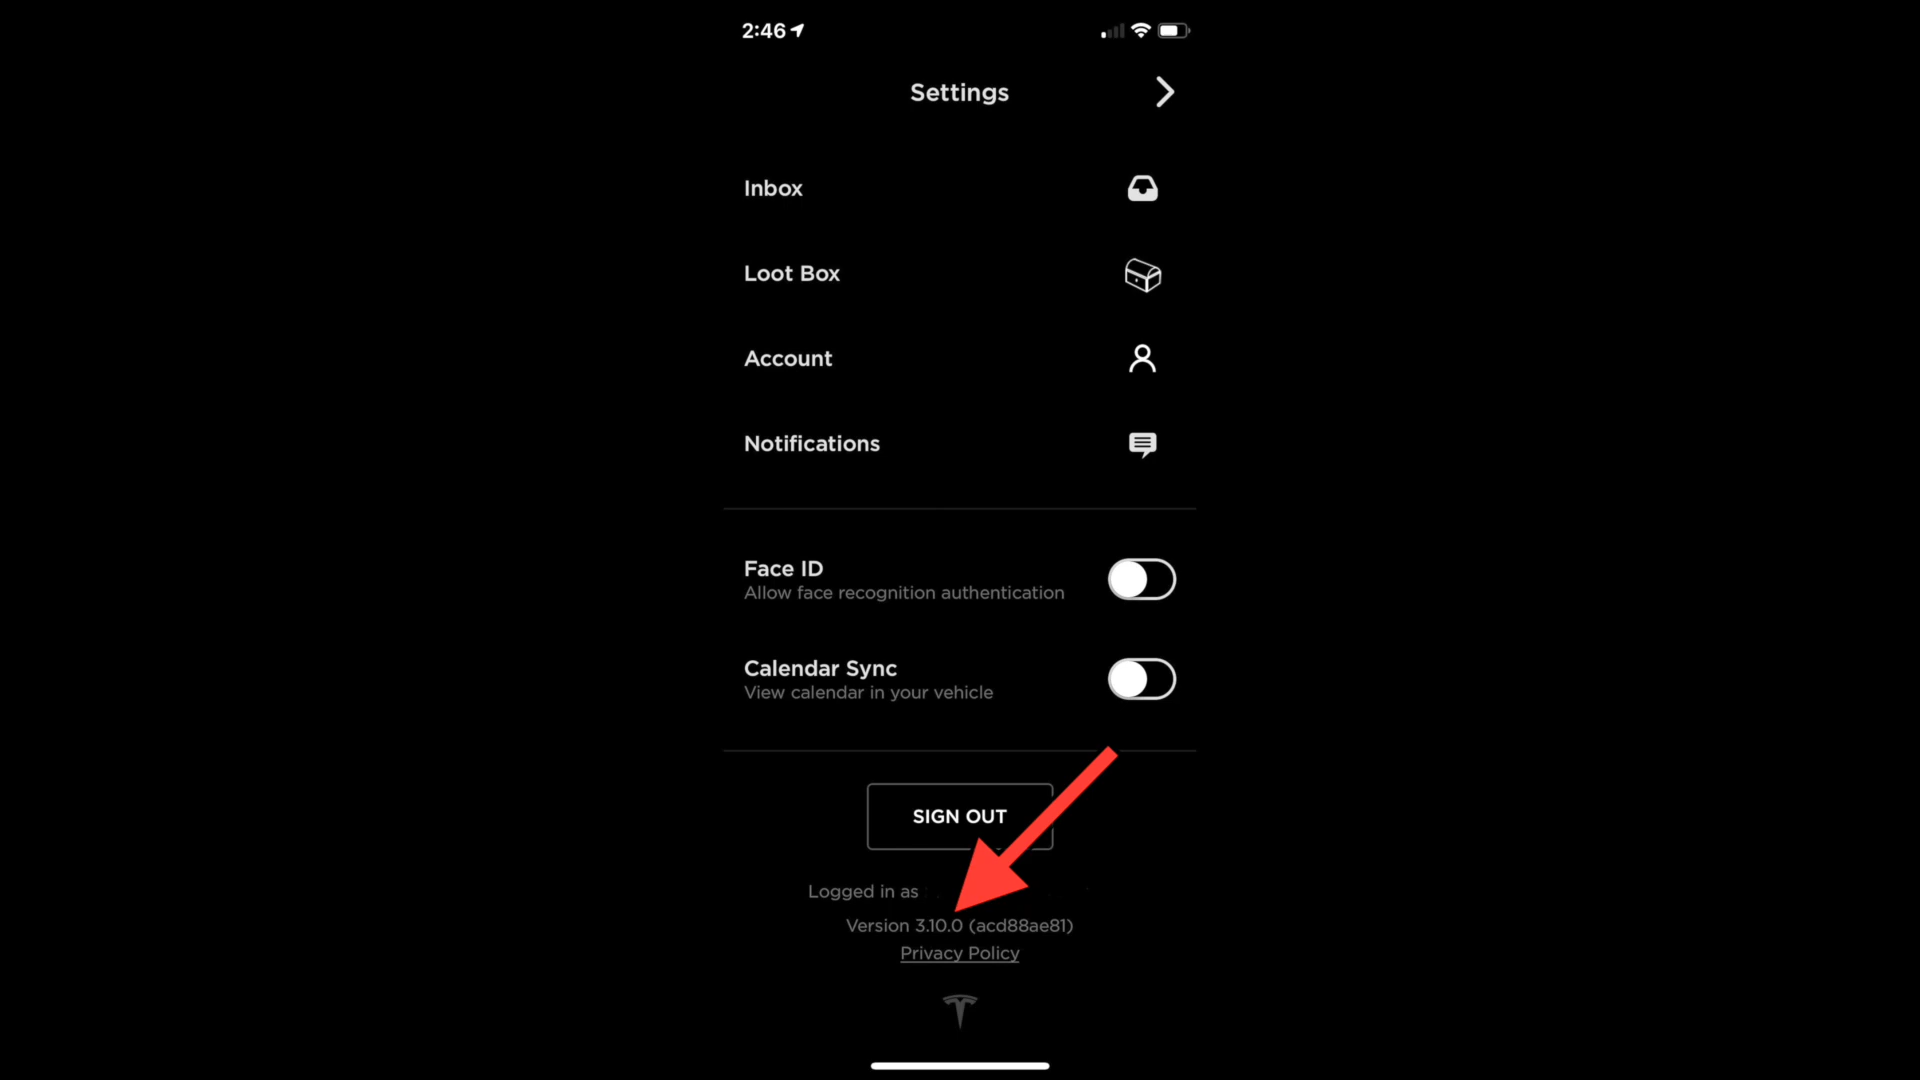 2:46
Settings
Inbox
Loot Box
Account
Notifications
Face ID
Allow face recognition authentication
Calendar Sync
View calendar in your vehicle
SIGN OUT
Logged in as
Version 3.10.0 (acd88ae81)
Privacy Policy